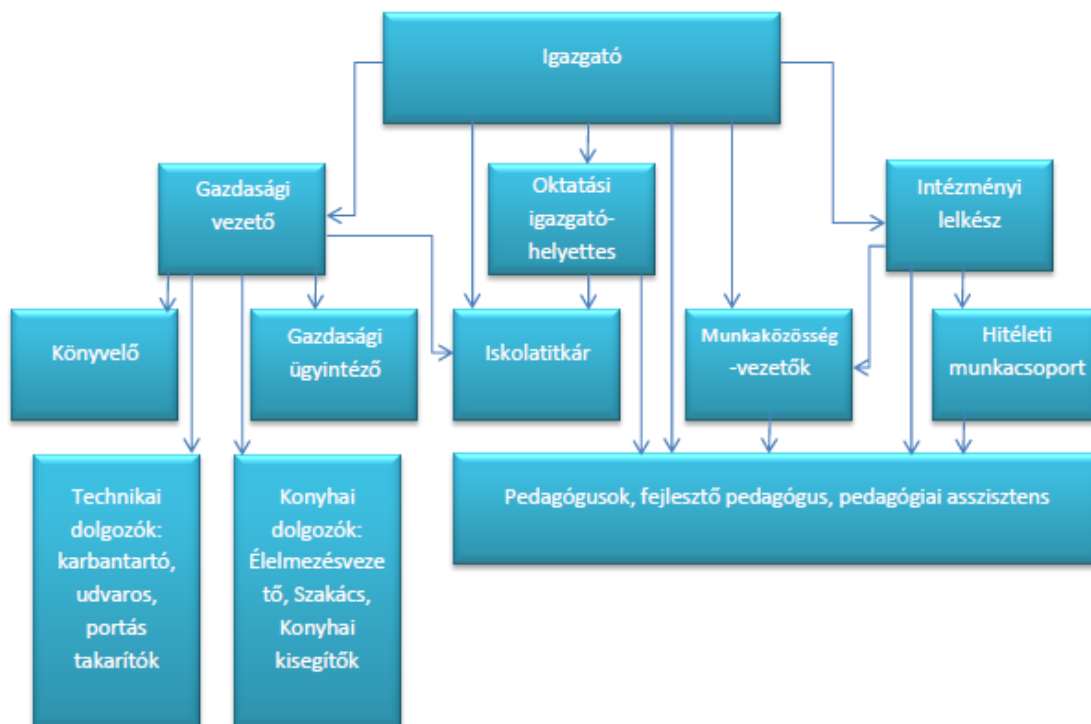 Igazgató
Gazdasági
vezető
Oktatási
igazgató-
helyettes
Intézményi
lelkész
Könyvelő
Gazdasági
ügyintéző
Iskolatitkár
Munkaközösség
-vezetők
Hitéleti
munkacsoport
Technikai
dolgozók:
karbantartó,
udvaros,
portás
takarítók
Konyhai
dolgozók:
Élelmezésveze
tő, Szakács,
Konyhai
kisegítők
Pedagógusok, fejlesztő pedagógus, pedagógiai asszisztens